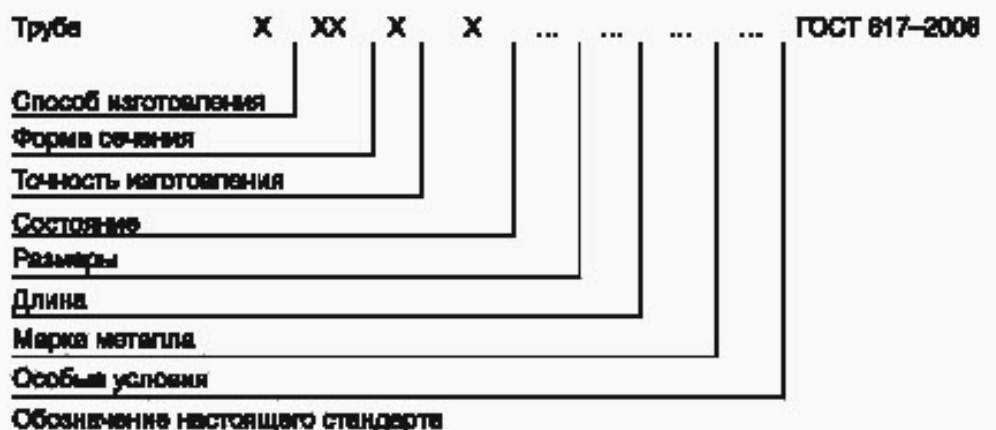 Труба X XX X X ... ... ... ... ГОСТ 617–2006
Способ изготовления
Форма сечения
Точность изготовления
Состояние
Размеры
Длина
Марка металла
Особые условия
Обозначение настоящего стандарта